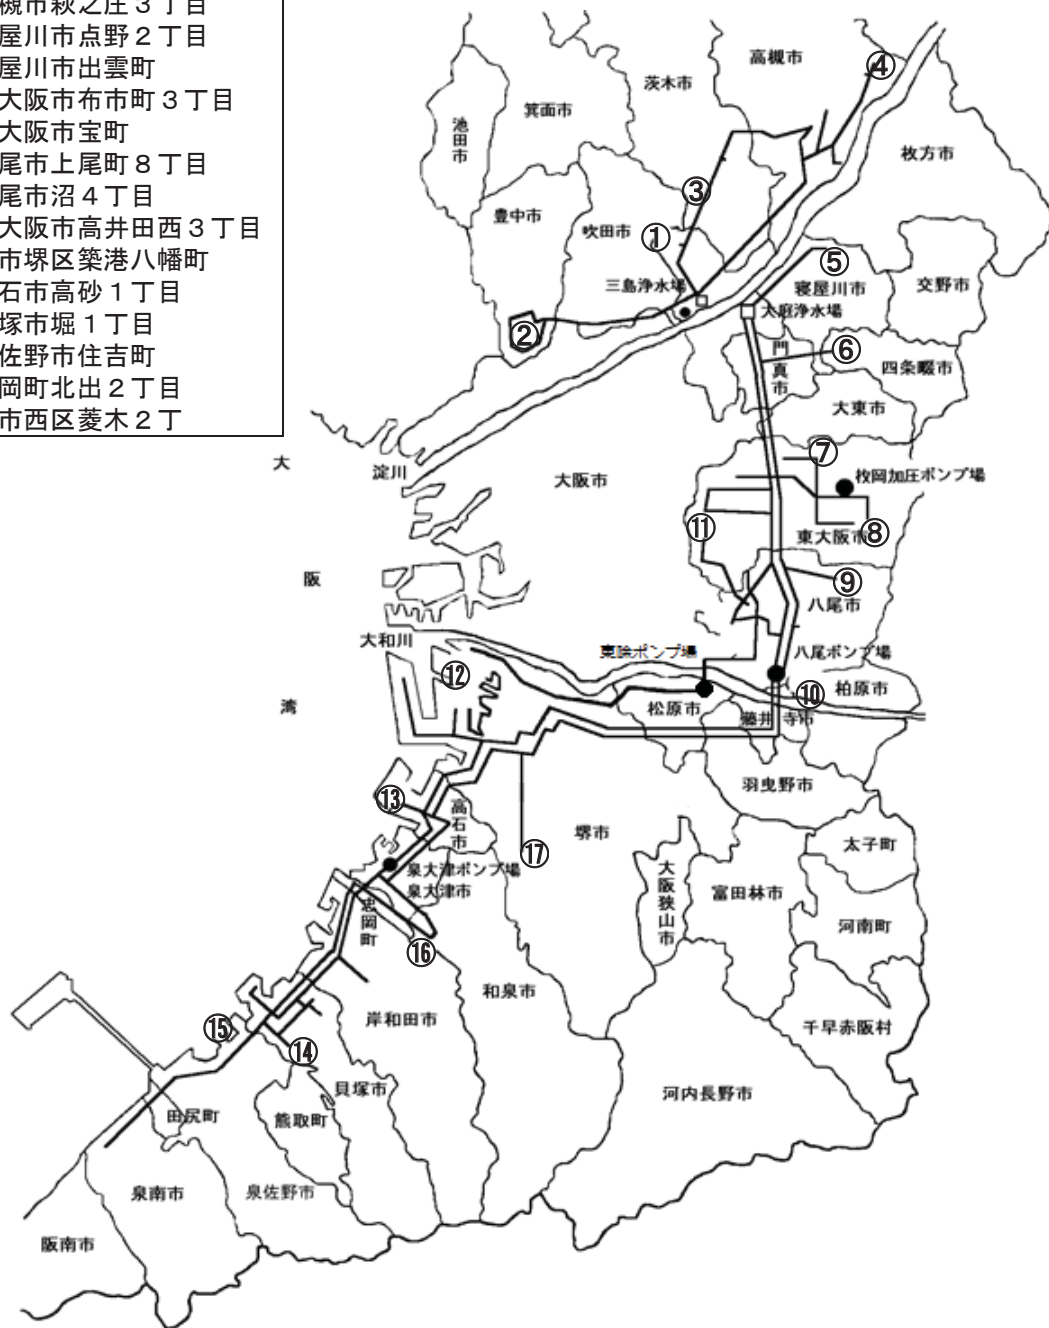 槻市萩之庄３丁目
屋川市点野２丁目
屋川市出雲町
大阪市布市町３丁目
大阪市宝町
尾市上尾町８丁目
尾市沼４丁目
大阪市高井田西３丁目
市堺区築港八幡町
石市高砂１丁目
塚市堀１丁目
佐野市住吉町
岡町北出２丁目
市西区菱木２丁
高槻市
④
茨木市
箕面市
池田市
枚方市
③
豊中市
吹田市
①
⑤
三島浄水場
寝屋川市
交野市
大庭浄水場
②
門真市
⑥
四条畷市
大東市
大
淀川
大阪市
⑦
枚岡加圧ポンプ場
⑪
東大阪市
⑧
阪
⑨
八尾市
大和川
東除ポンプ場
八尾ポンプ場
⑫
⑩
柏原市
湾
松原市
藤井寺市
羽曳野市
⑬
高石市
堺市
太子町
⑰
泉大津ポンプ場
泉大津市
大阪狭山市
富田林市
忠岡町
河南町
⑯
和泉市
岸和田市
千早赤阪村
⑮
⑭
貝塚市
河内長野市
田尻町
熊取町
泉南市
泉佐野市
阪南市